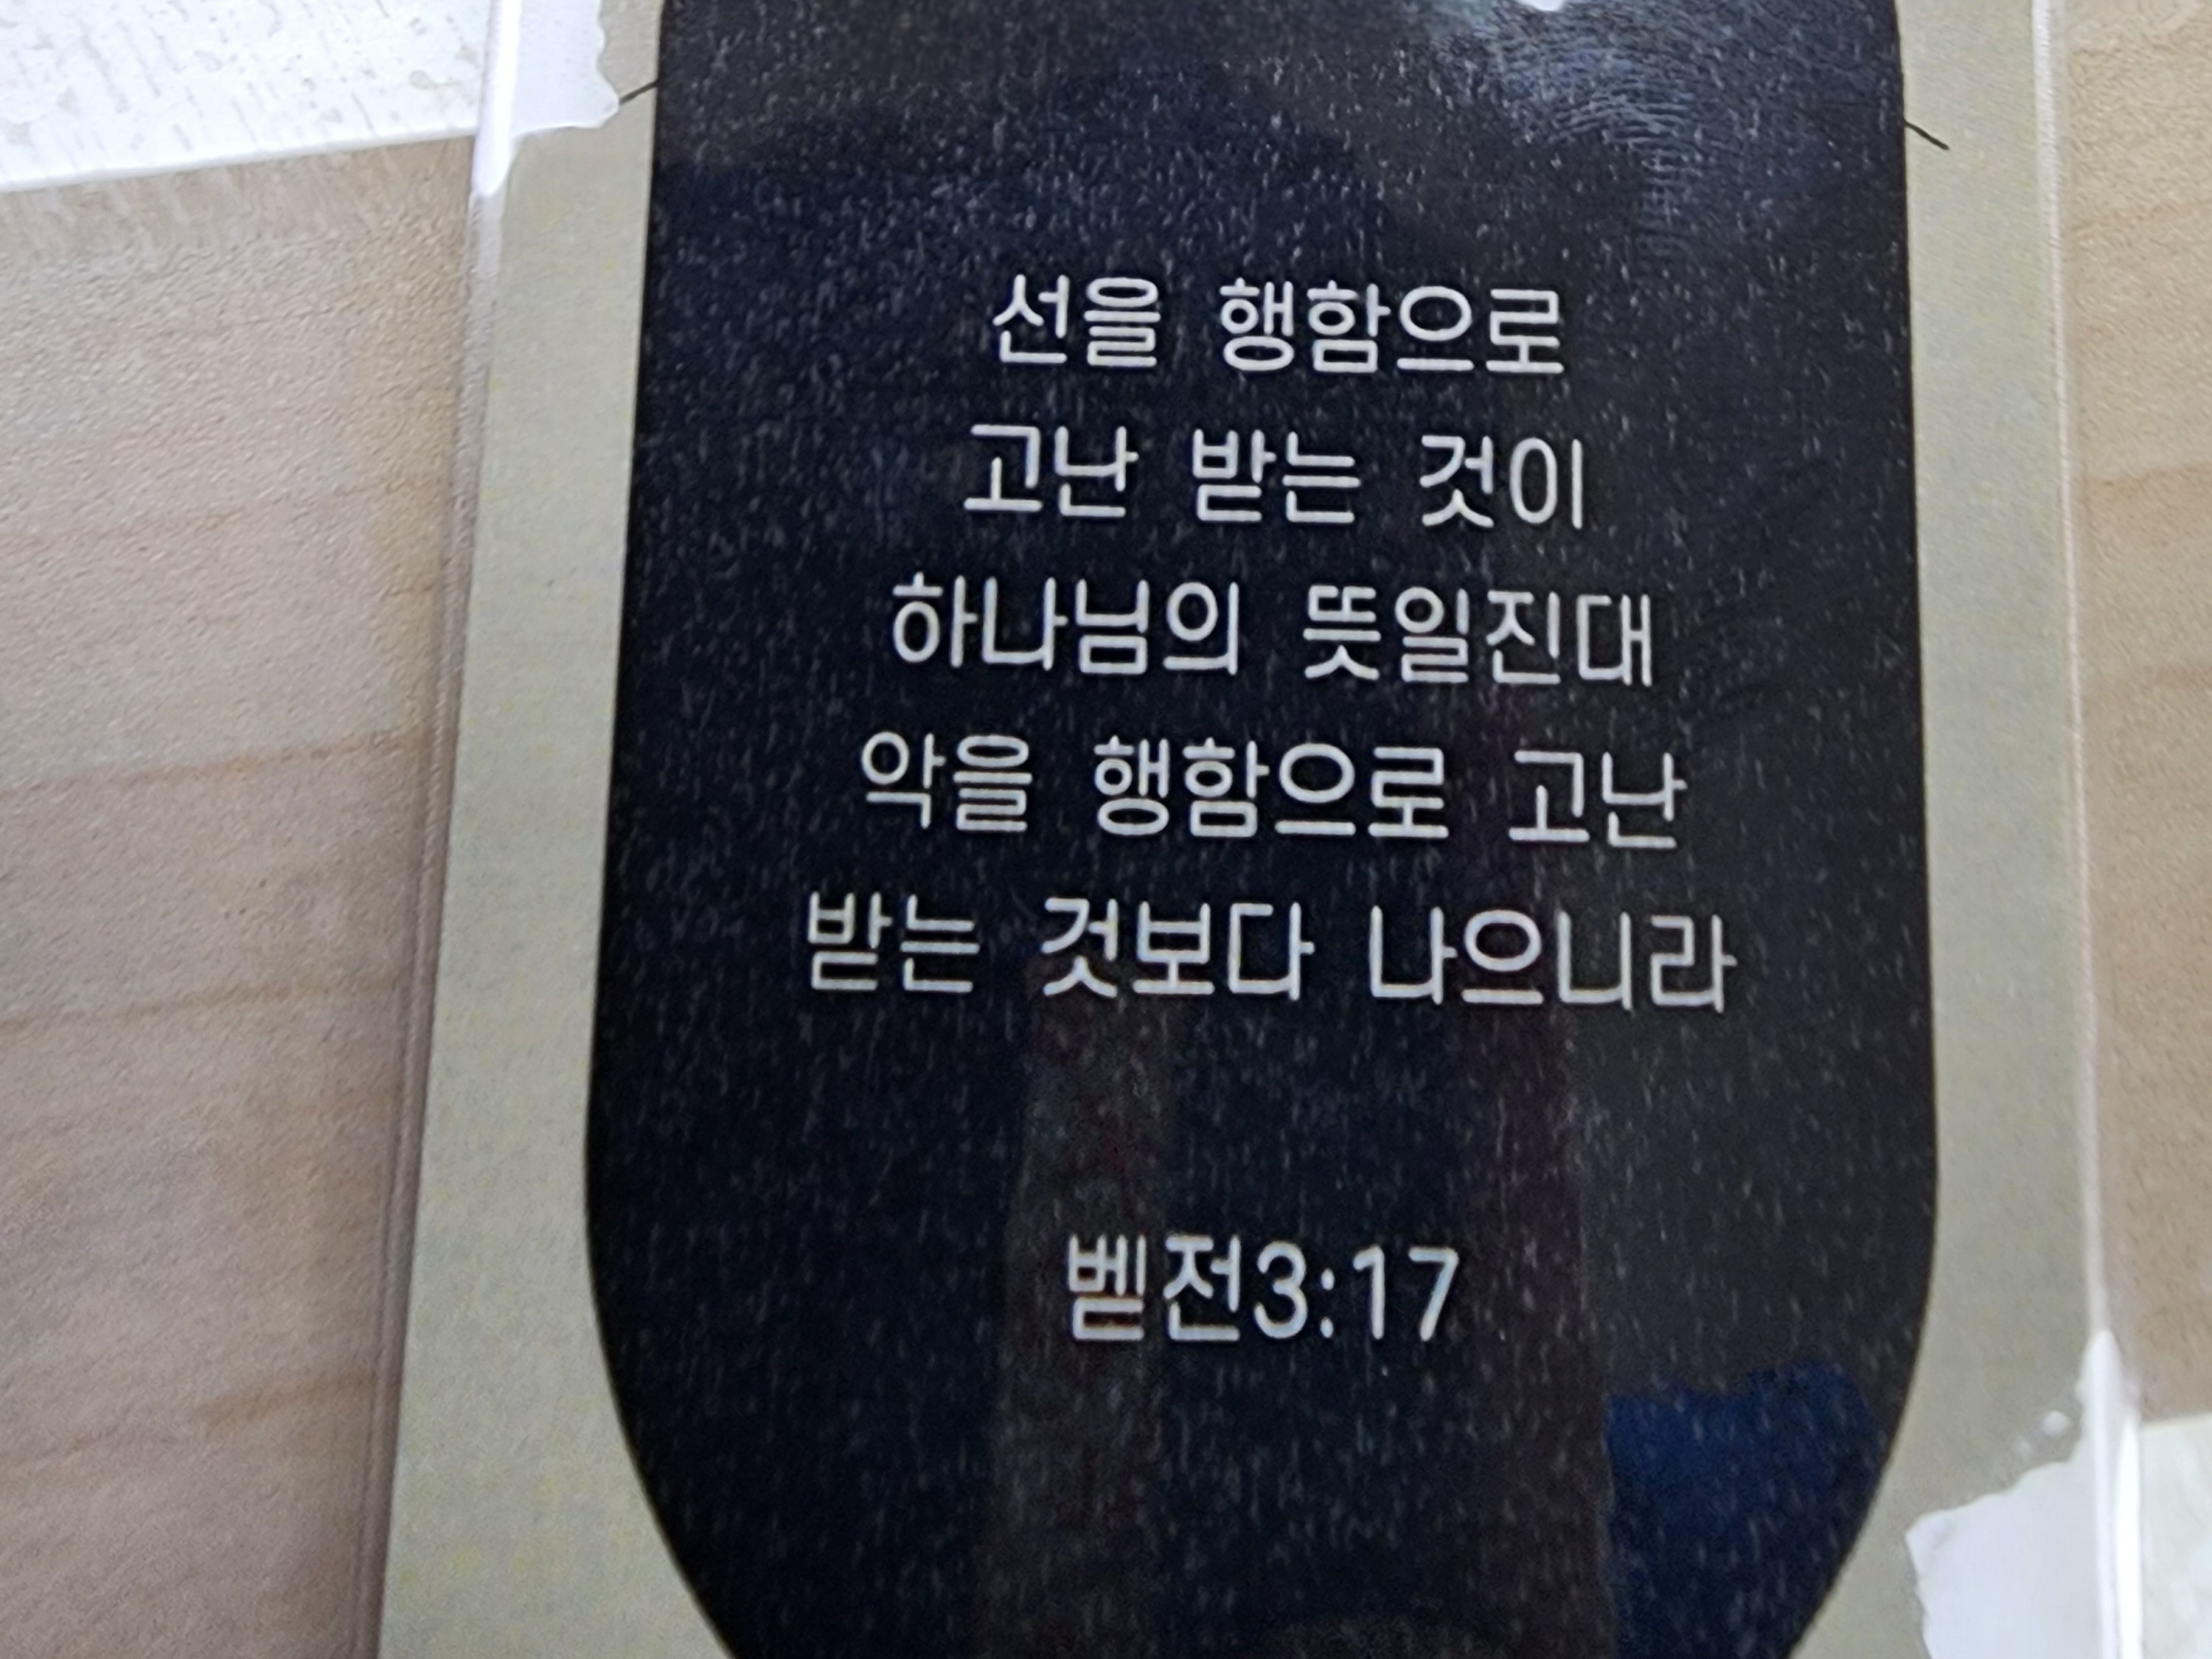 선을 행함으로
고난 받는 것이
하나님의 뜻일진대
악을 행함으로 고난
받는 것보다 나으니라
벧전3:17